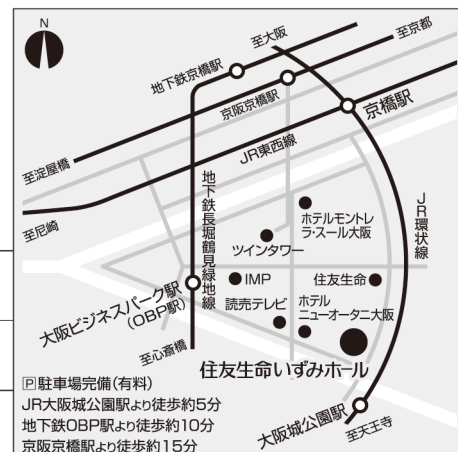 N
至大阪
至京都
地下鉄京橋駅
京阪京橋駅
京橋駅
至淀屋橋
JR東西線
至尼崎
地下鉄長堀鶴見緑地線
JR環状線
ホテルモントレ
ラ・スール大阪
ツインタワー
IMP
住友生命
大阪ビジネスパーク駅
(OBP駅)
読売テレビ
ホテル
ニューオータニ大阪
至心斎橋
住友生命いずみホール
P駐車場完備(有料)
JR大阪城公園駅より徒歩約5分
地下鉄OBP駅より徒歩約10分
京阪京橋駅より徒歩約15分
大阪城公園駅
至天王寺